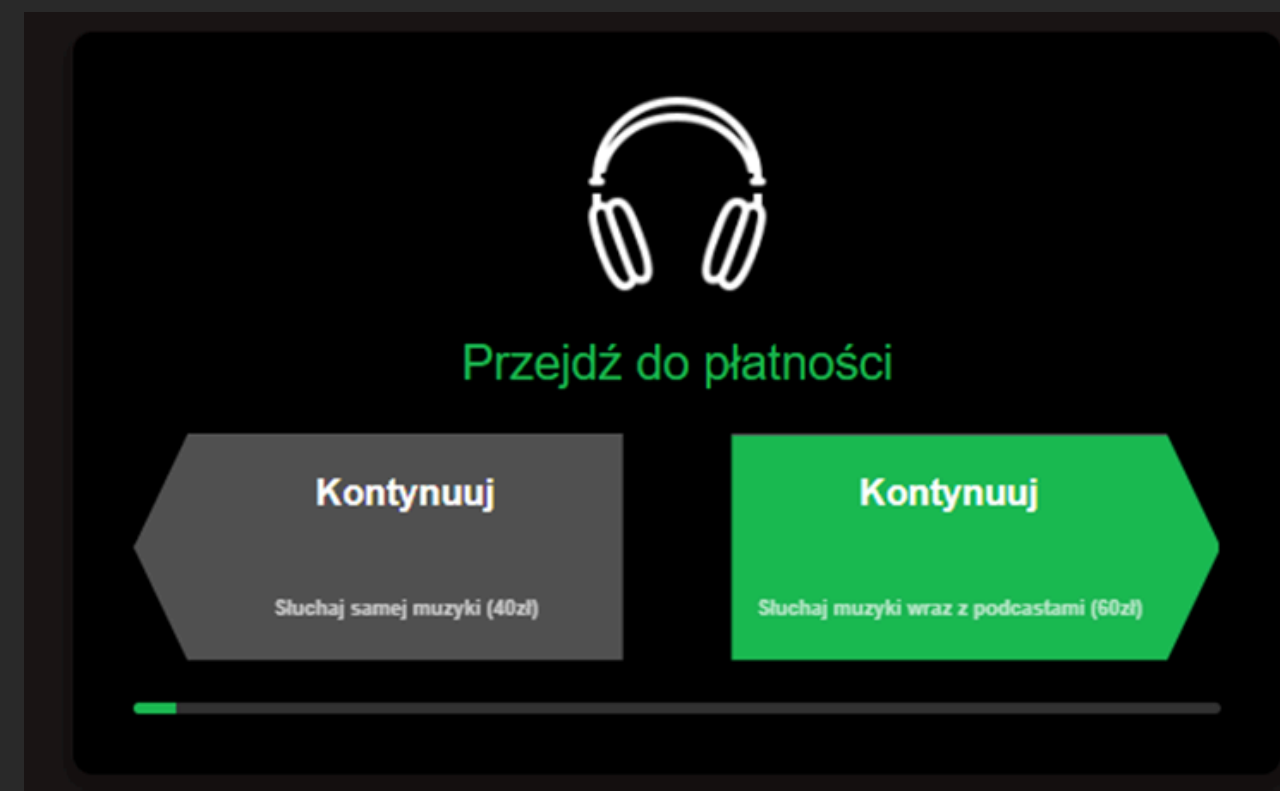 Przejdź do płatności
Kontynuuj
Słuchaj samej muzyki (40zł)
Kontynuuj
Słuchaj muzyki wraz z podcastami (60zł)